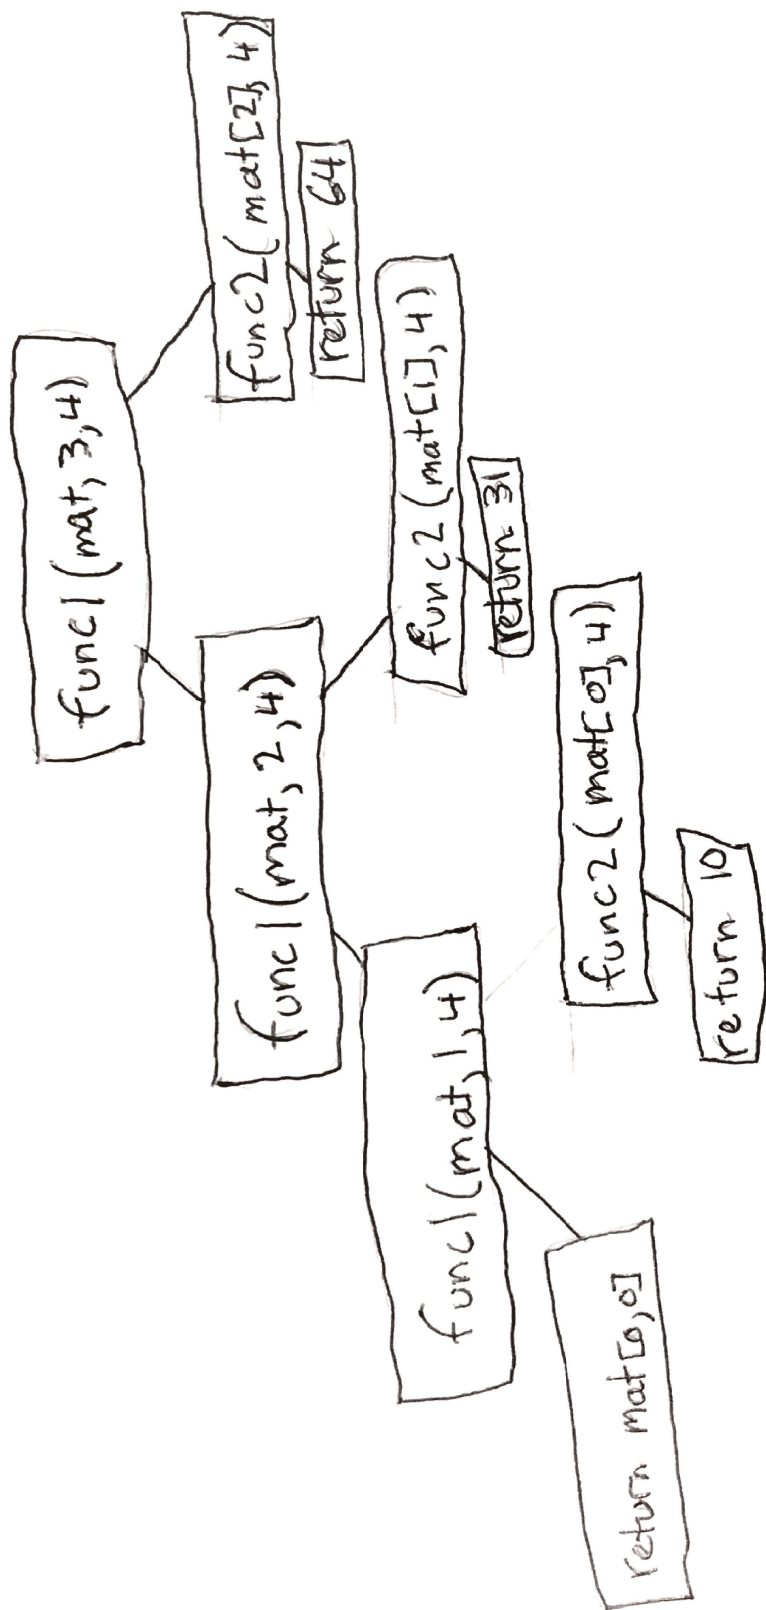 func1(mat, 3,4)
func1(mat, 2,4)
func2(mat[2], 4)
return 64
func1(mat, 1, 4)
func2(mat[1], 4)
return 31
return mat[0,0]
func2(mat[0], 4)
return 10